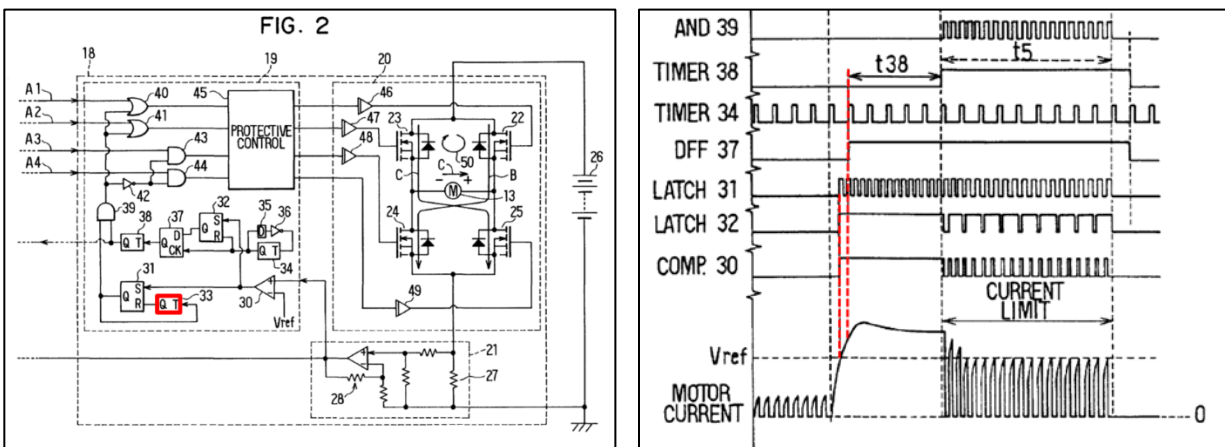 FIG. 2
18
19
20
A1
A2
A3
A4
40
41
43
44
42
45
PROTECTIVE CONTROL
46
47
48
23
22
50
C
- +
C
M
B
13
26
39
38
37
32
35
36
Q T
D Q CK
S Q R
D
Q T
34
31
33
S Q R
Q T
30
+
-
Vref
24
25
49
21
+
-
27
28
AND 39
t5
TIMER 38
t38
TIMER 34
DFF 37
LATCH 31
LATCH 32
COMP. 30
CURRENT
LIMIT
Vref
MOTOR
CURRENT
0